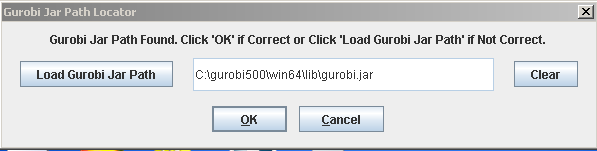 Gurobi Jar Path Locator
Gurobi Jar Path Found. Click 'OK' if Correct or Click 'Load Gurobi Jar Path' if Not Correct.
Load Gurobi Jar Path C:\gurobi500\win64\lib\gurobi.jar Clear
OK Cancel